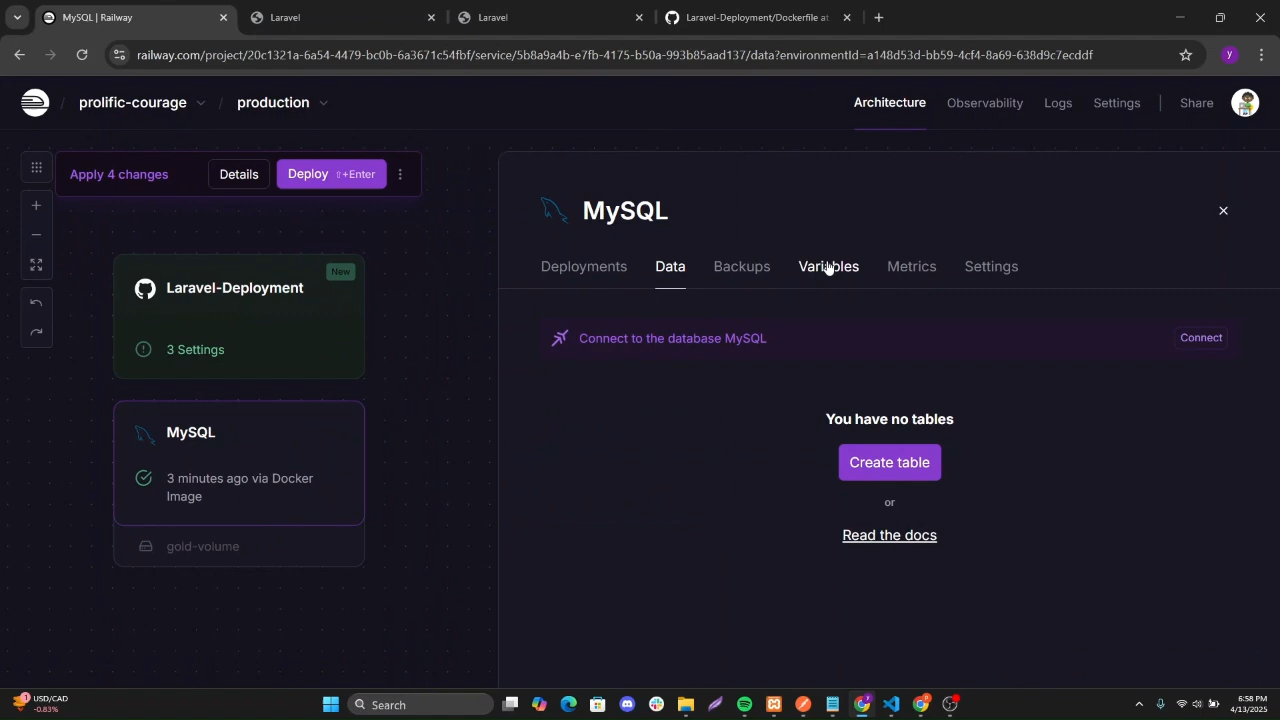 MySQL | Railway
Laravel
Laravel
Laravel-Deployment/Dockerfile at
railway.com/project/20c1321a-6a54-4479-bc0b-6a3671c54fbf/service/5b8a9a4b-e7fb-4175-b50a-993b85aad137/data?environmentId=a148d53d-bb59-4cf4-8a69-638d9c7ecddf
y
/ prolific-courage / production
Architecture Observability Logs Settings Share
Apply 4 changes Details Deploy ⇧+Enter
MySQL
Deployments Data Backups Variables Metrics Settings
New
Laravel-Deployment
3 Settings
Connect to the database MySQL Connect
MySQL
3 minutes ago via Docker
Image
gold-volume
You have no tables
Create table
or
Read the docs
1
USD/CAD
-0.83%
Search
6:58 PM
4/13/2025